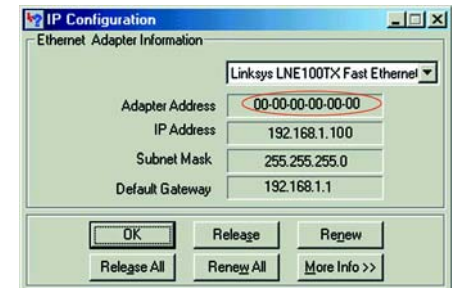 IP Configuration
Ethernet Adapter Information
Linksys LNE100TX Fast Ethernet
Adapter Address 00-00-00-00-00-00
IP Address 192.168.1.100
Subnet Mask 255.255.255.0
Default Gateway 192.168.1.1
OK Release Renew
Release All Renew All More Info >>